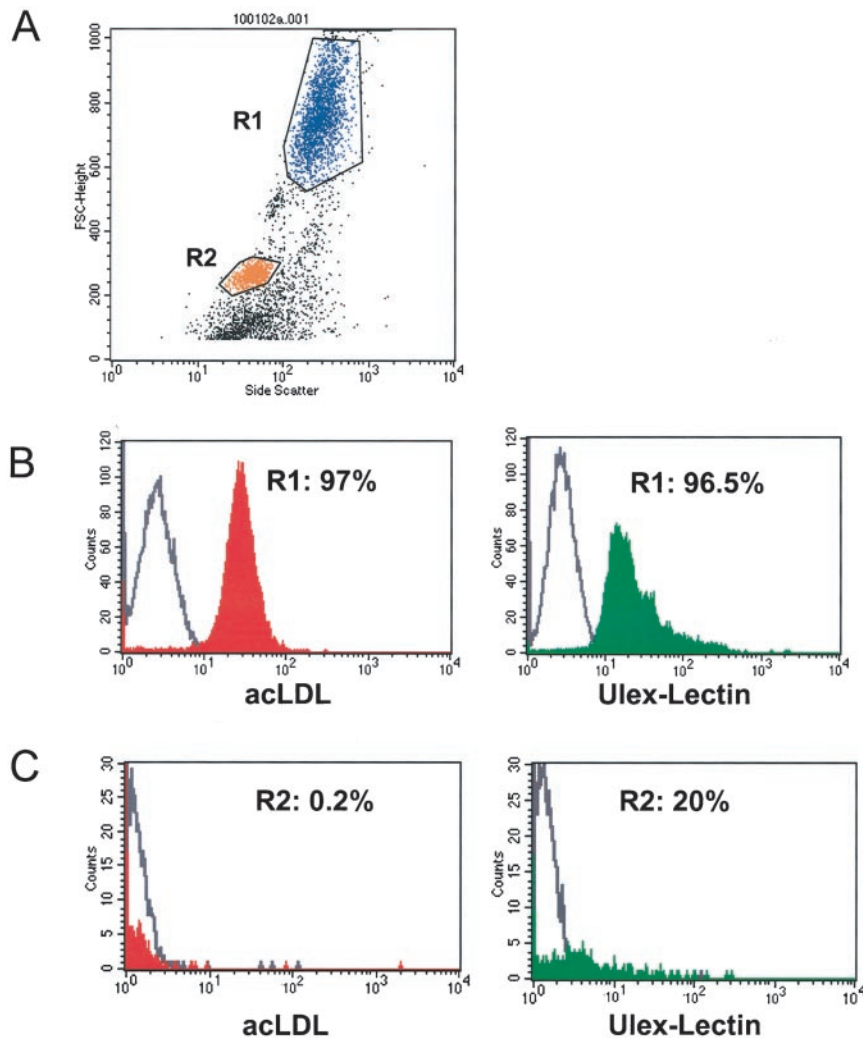 A
100102a.001
1000
800
600
400
200
0
FSC-Height
R1
R2
10^0 10^1 10^2 10^3 10^4
Side Scatter
B
120
100
80
60
40
20
0
Counts
R1: 97%
10^0 10^1 10^2 10^3 10^4
acLDL
120
100
80
60
40
20
0
Counts
R1: 96.5%
10^0 10^1 10^2 10^3 10^4
Ulex-Lectin
C
30
25
20
15
10
5
0
Counts
R2: 0.2%
10^0 10^1 10^2 10^3 10^4
acLDL
30
25
20
15
10
5
0
Counts
R2: 20%
10^0 10^1 10^2 10^3 10^4
Ulex-Lectin